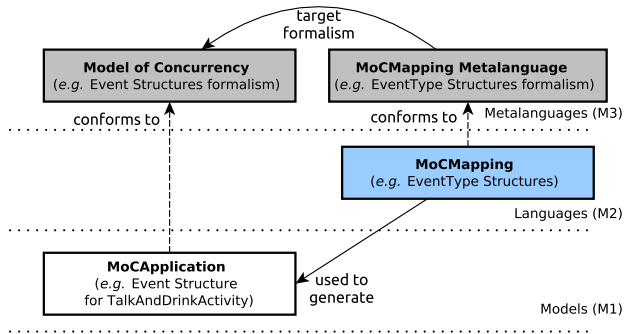 target
formalism
Model of Concurrency
(e.g. Event Structures formalism)
MoCMapping Metalanguage
(e.g. EventType Structures formalism)
conforms to
conforms to
Metalanguages (M3)
MoCMapping
(e.g. EventType Structures)
Languages (M2)
MoCApplication
(e.g. Event Structure
for TalkAndDrinkActivity)
used to
generate
Models (M1)